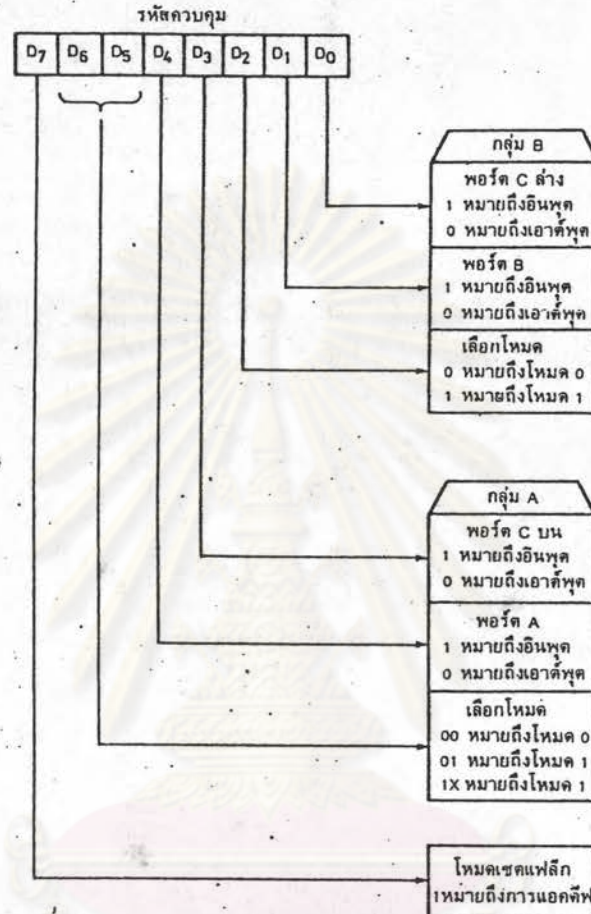 รหัสควบคุม
D7 D6 D5 D4 D3 D2 D1 D0
กลุ่ม B
พอร์ต C ล่าง
1 หมายถึงอินพุต
0 หมายถึงเอาต์พุต
พอร์ต B
1 หมายถึงอินพุต
0 หมายถึงเอาต์พุต
เลือกโหมด
0 หมายถึงโหมด 0
1 หมายถึงโหมด 1
กลุ่ม A
พอร์ต C บน
1 หมายถึงอินพุต
0 หมายถึงเอาต์พุต
พอร์ต A
1 หมายถึงอินพุต
0 หมายถึงเอาต์พุต
เลือกโหมด
00 หมายถึงโหมด 0
01 หมายถึงโหมด 1
1X หมายถึงโหมด 1
โหมดเซตแฟล็ก
1หมายถึงการแอคตีฟ